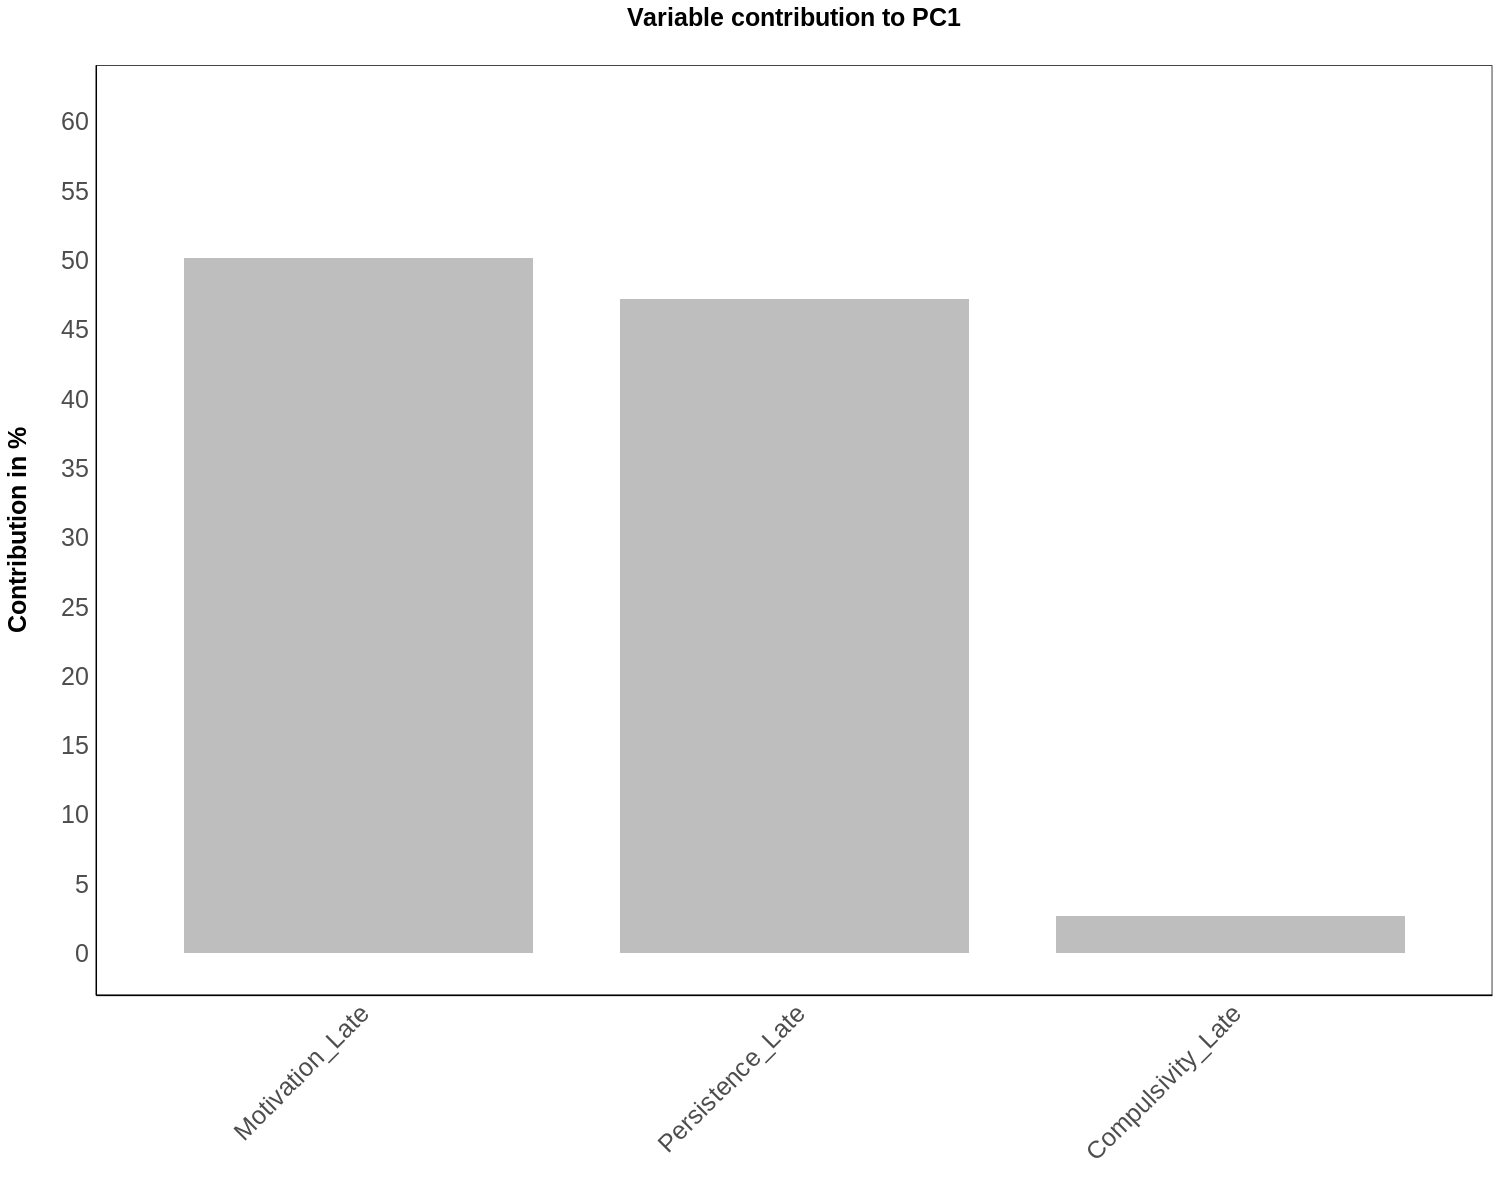 Variable contribution to PC1
Contribution in %
60
55
50
45
40
35
30
25
20
15
10
5
0
Motivation_Late
Persistence_Late
Compulsivity_Late